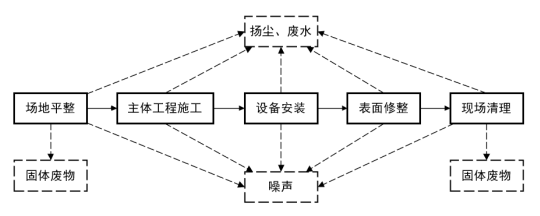 扬尘、废水
场地平整
主体工程施工
设备安装
表面修整
现场清理
固体废物
噪声
固体废物